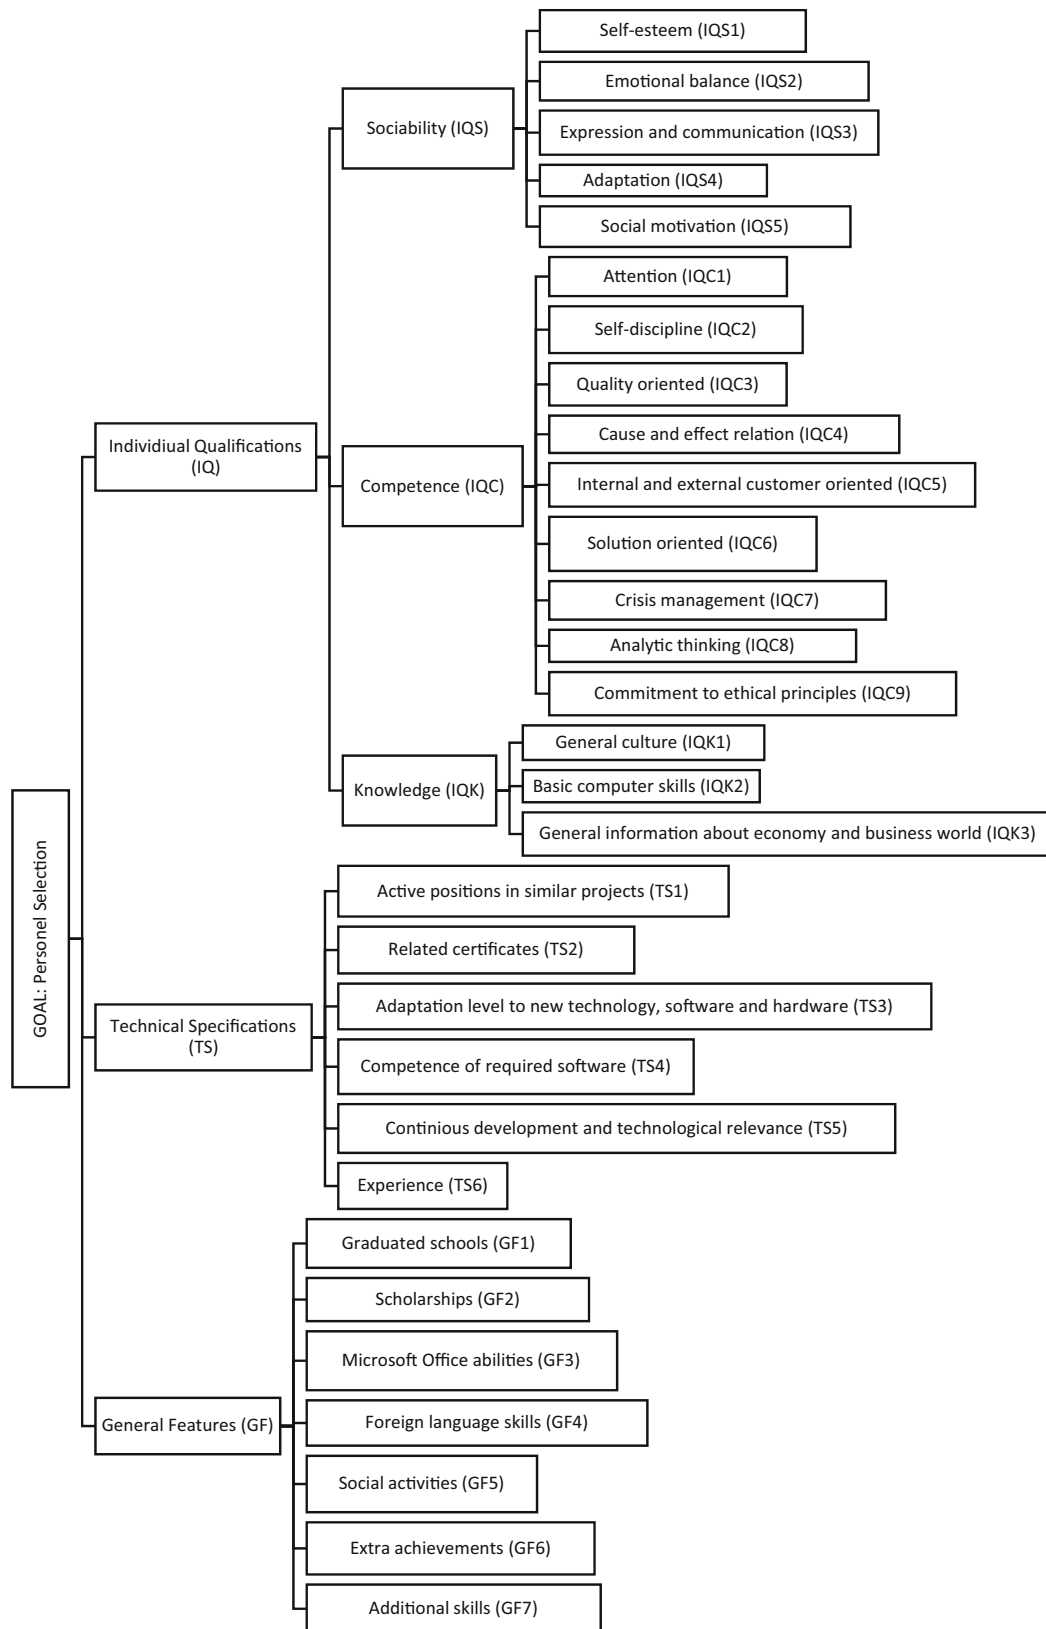 GOAL: Personel Selection
Individiual Qualifications
(IQ)
Sociability (IQS)
Self-esteem (IQS1)
Emotional balance (IQS2)
Expression and communication (IQS3)
Adaptation (IQS4)
Social motivation (IQS5)
Competence (IQC)
Attention (IQC1)
Self-discipline (IQC2)
Quality oriented (IQC3)
Cause and effect relation (IQC4)
Internal and external customer oriented (IQC5)
Solution oriented (IQC6)
Crisis management (IQC7)
Analytic thinking (IQC8)
Commitment to ethical principles (IQC9)
Knowledge (IQK)
General culture (IQK1)
Basic computer skills (IQK2)
General information about economy and business world (IQK3)
Technical Specifications
(TS)
Active positions in similar projects (TS1)
Related certificates (TS2)
Adaptation level to new technology, software and hardware (TS3)
Competence of required software (TS4)
Continious development and technological relevance (TS5)
Experience (TS6)
General Features (GF)
Graduated schools (GF1)
Scholarships (GF2)
Microsoft Office abilities (GF3)
Foreign language skills (GF4)
Social activities (GF5)
Extra achievements (GF6)
Additional skills (GF7)